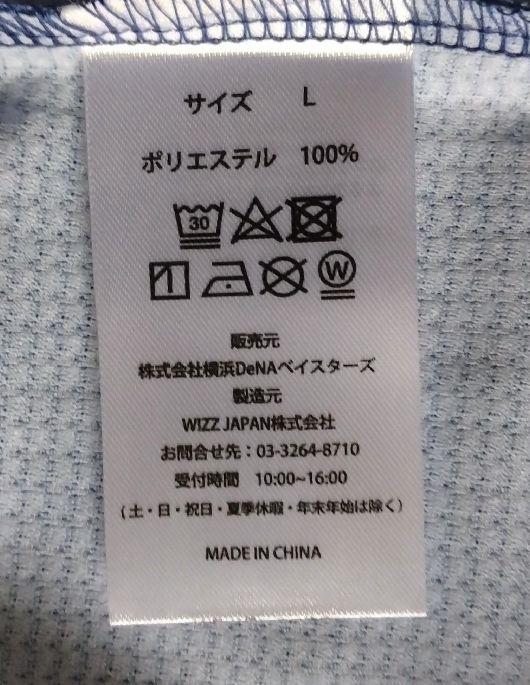 サイズ L
ポリエステル 100%
30
W
販売元
株式会社横浜DeNAベイスターズ
製造元
WIZZ JAPAN株式会社
お問合せ先：03-3264-8710
受付時間 10:00~16:00
（土・日・祝日・夏季休暇・年末年始は除く）
MADE IN CHINA